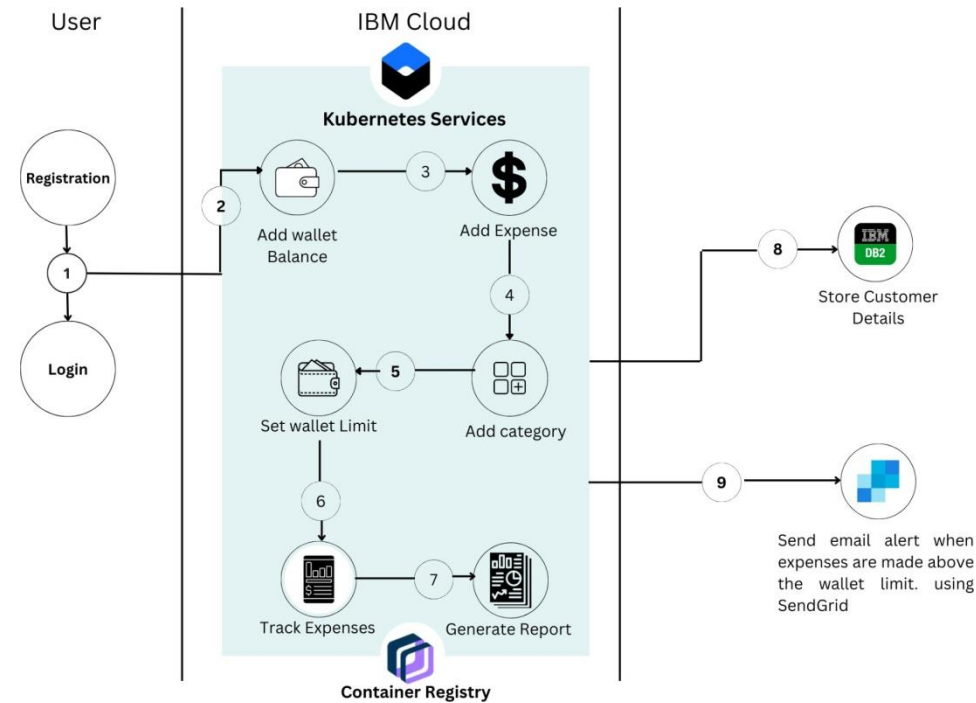 User
IBM Cloud
Kubernetes Services
Registration
1
Login
2
Add wallet
Balance
3
Add Expense
4
Add category
5
Set wallet Limit
6
Track Expenses
7
Generate Report
Container Registry
8
IBM
DB2
Store Customer
Details
9
Send email alert when
expenses are made above
the wallet limit. using
SendGrid